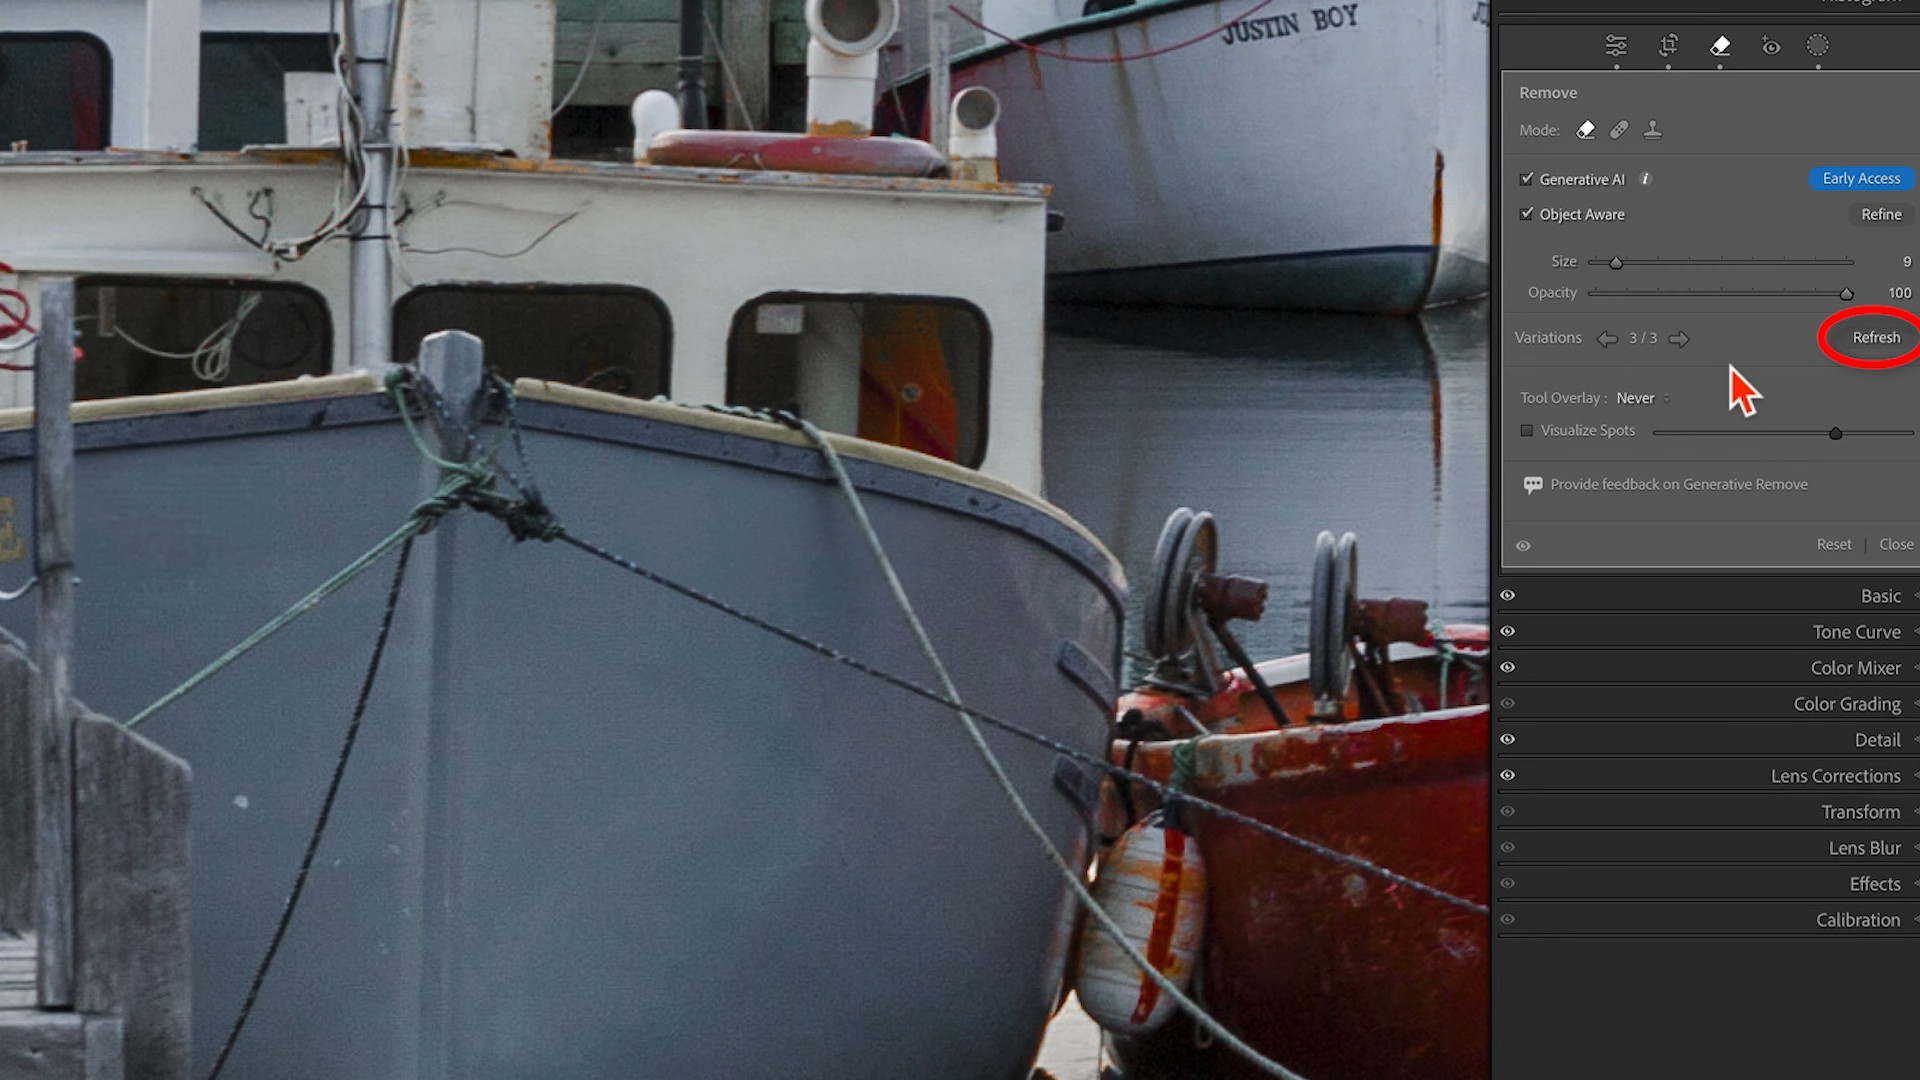 JUSTIN BOY
Histogram
Remove
Mode:
Generative AI i Early Access
Object Aware Refine
Size 9
Opacity 100
Variations 3 / 3 Refresh
Tool Overlay : Never
Visualize Spots
Provide feedback on Generative Remove
Reset | Close
Basic
Tone Curve
Color Mixer
Color Grading
Detail
Lens Corrections
Transform
Lens Blur
Effects
Calibration